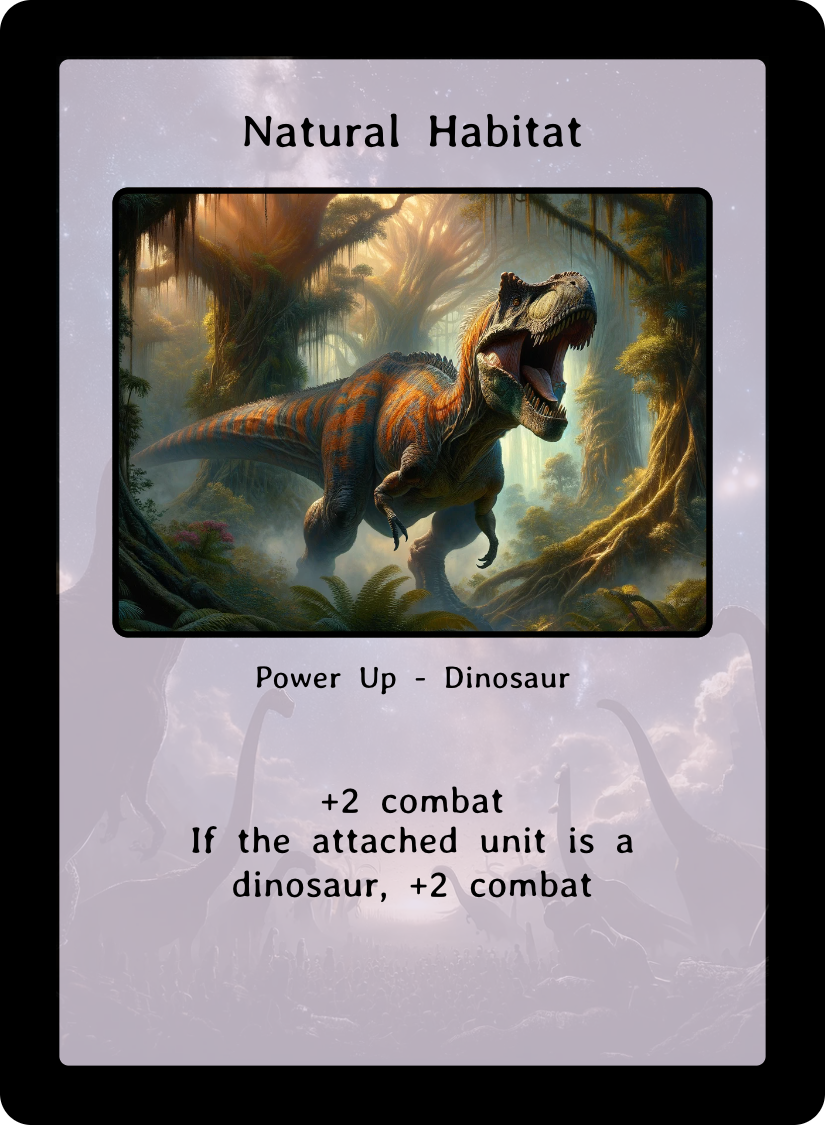 Natural Habitat
Power Up - Dinosaur
+2 combat
If the attached unit is a
dinosaur, +2 combat